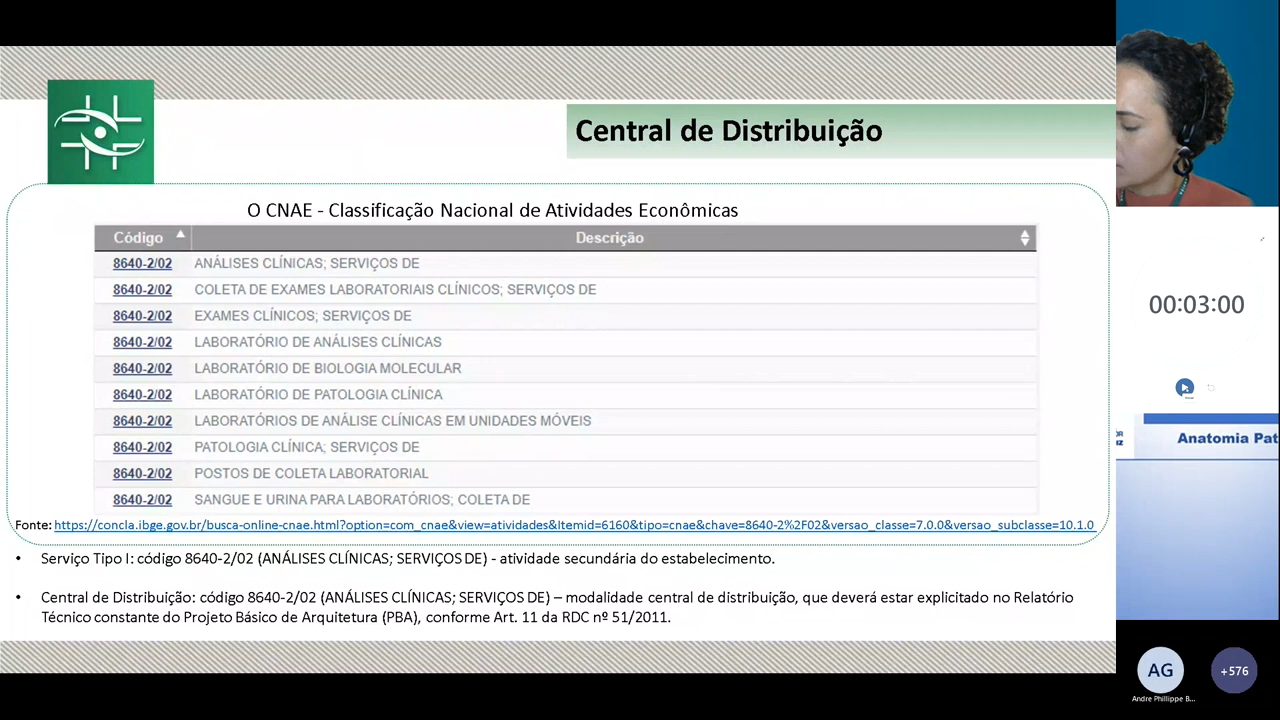 Central de Distribuição
O CNAE - Classificação Nacional de Atividades Econômicas
Código Descrição
8640-2/02 ANÁLISES CLÍNICAS; SERVIÇOS DE
8640-2/02 COLETA DE EXAMES LABORATORIAIS CLÍNICOS; SERVIÇOS DE
8640-2/02 EXAMES CLÍNICOS; SERVIÇOS DE
8640-2/02 LABORATÓRIO DE ANÁLISES CLÍNICAS
8640-2/02 LABORATÓRIO DE BIOLOGIA MOLECULAR
8640-2/02 LABORATÓRIO DE PATOLOGIA CLÍNICA
8640-2/02 LABORATÓRIOS DE ANÁLISE CLÍNICAS EM UNIDADES MÓVEIS
8640-2/02 PATOLOGIA CLÍNICA; SERVIÇOS DE
8640-2/02 POSTOS DE COLETA LABORATORIAL
8640-2/02 SANGUE E URINA PARA LABORATÓRIOS; COLETA DE
Fonte: https://concla.ibge.gov.br/busca-online-cnae.html?option=com_cnae&view=atividades&Itemid=6160&tipo=cnae&chave=8640-2%2F02&versao_classe=7.0.0&versao_subclasse=10.1.0
• Serviço Tipo I: código 8640-2/02 (ANÁLISES CLÍNICAS; SERVIÇOS DE) - atividade secundária do estabelecimento.
• Central de Distribuição: código 8640-2/02 (ANÁLISES CLÍNICAS; SERVIÇOS DE) – modalidade central de distribuição, que deverá estar explicitado no Relatório
Técnico constante do Projeto Básico de Arquitetura (PBA), conforme Art. 11 da RDC nº 51/2011.
00:03:00
Anatomia Pat
AG
+576
Andre Phillippe B...